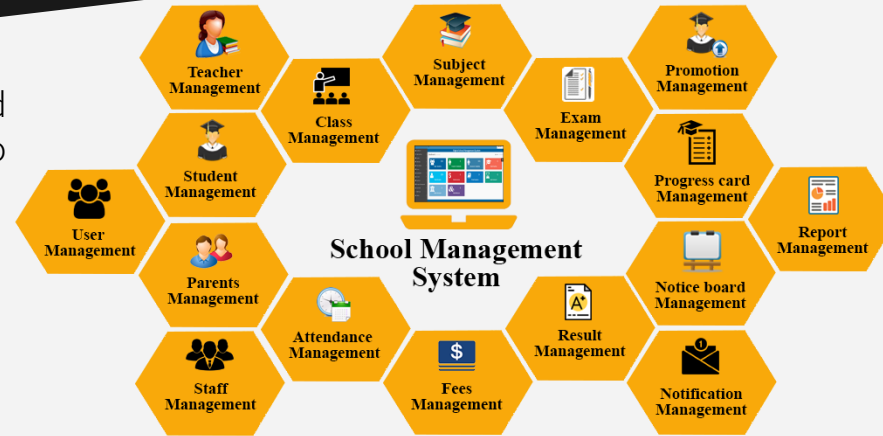 Teacher
Management
Subject
Management
Promotion
Management
Class
Management
Exam
Management
Student
Management
Progress card
Management
User
Management
Report
Management
School Management
System
Parents
Management
Notice board
Management
Attendance
Management
Result
Management
Staff
Management
$
Fees
Management
A+
1
Notification
Management
d
o